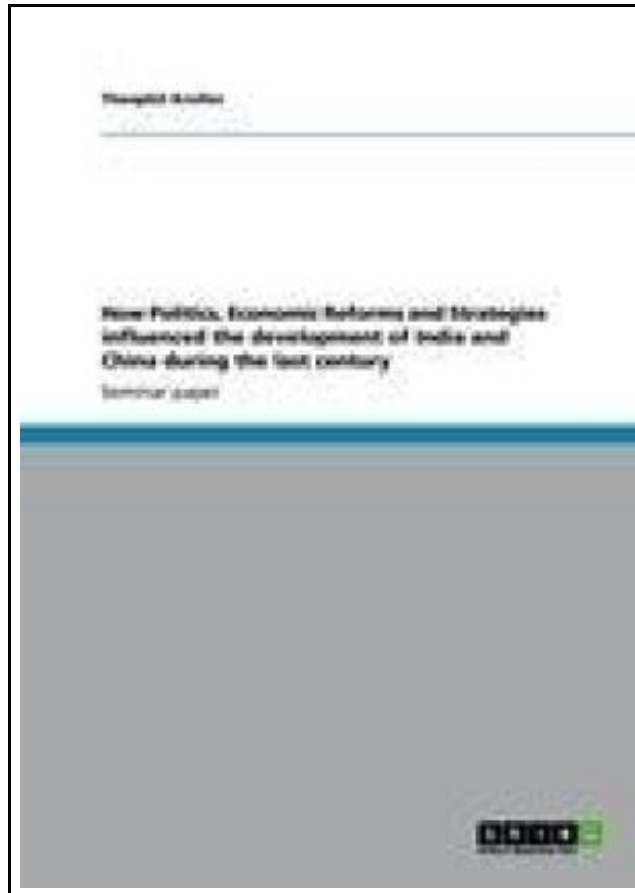 How Politics, Economic Reforms and Strategies
influenced the development of India and
China during the last century
Seminar paper